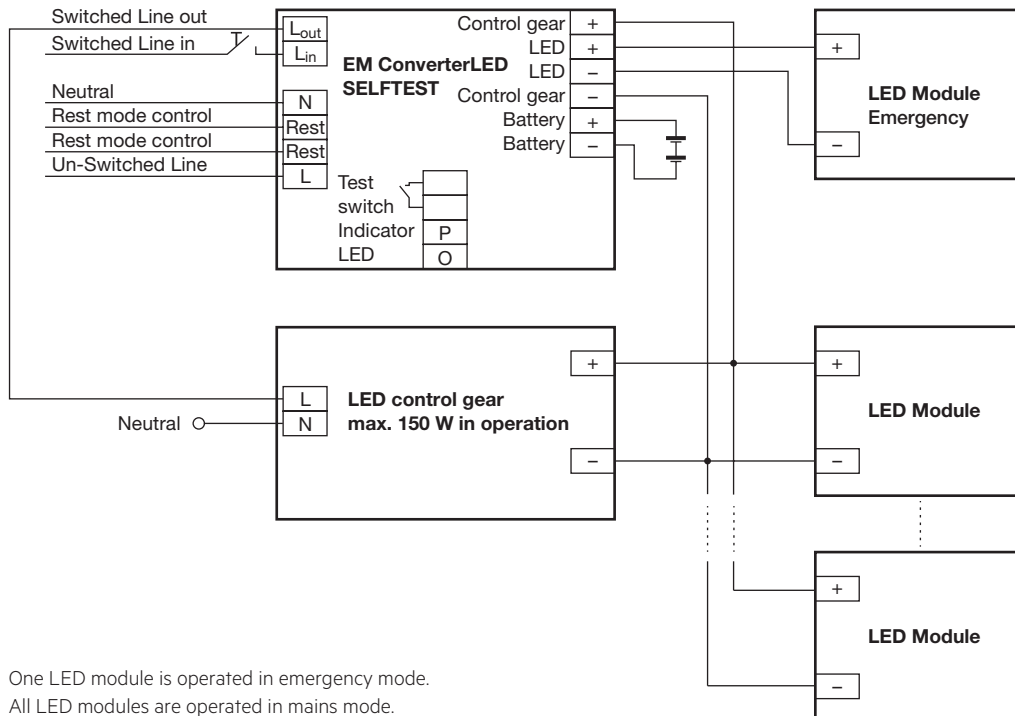 Switched Line out
Switched Line in
Neutral
Rest mode control
Rest mode control
Un-Switched Line
Lout
Lin
N
Rest
Rest
L
EM ConverterLED
SELFTEST
Test
switch
Indicator
LED
P
O
Control gear +
LED +
LED –
Control gear –
Battery +
Battery –
+
–
LED Module
Emergency
Neutral
L
N
LED control gear
max. 150 W in operation
+
–
+
–
LED Module
+
–
LED Module
One LED module is operated in emergency mode.
All LED modules are operated in mains mode.